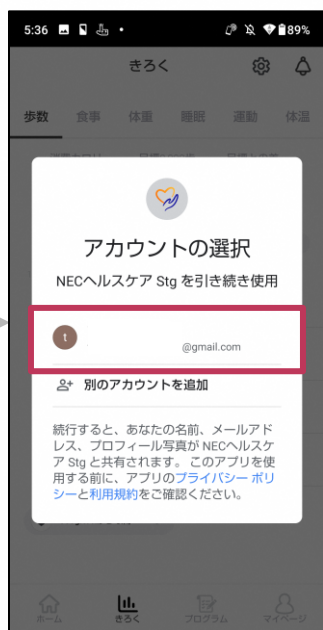 5:36 89%
きろく
歩数 食事 体重 睡眠 運動 体温
アカウントの選択
NECヘルスケア Stg を引き続き使用
t
@gmail.com
別のアカウントを追加
続行すると、あなたの名前、メールアド
レス、プロフィール写真が NECヘルスケ
ア Stg と共有されます。このアプリを使
用する前に、アプリのプライバシー ポリ
シーと利用規約をご確認ください。
ホーム きろく プログラム マイページ